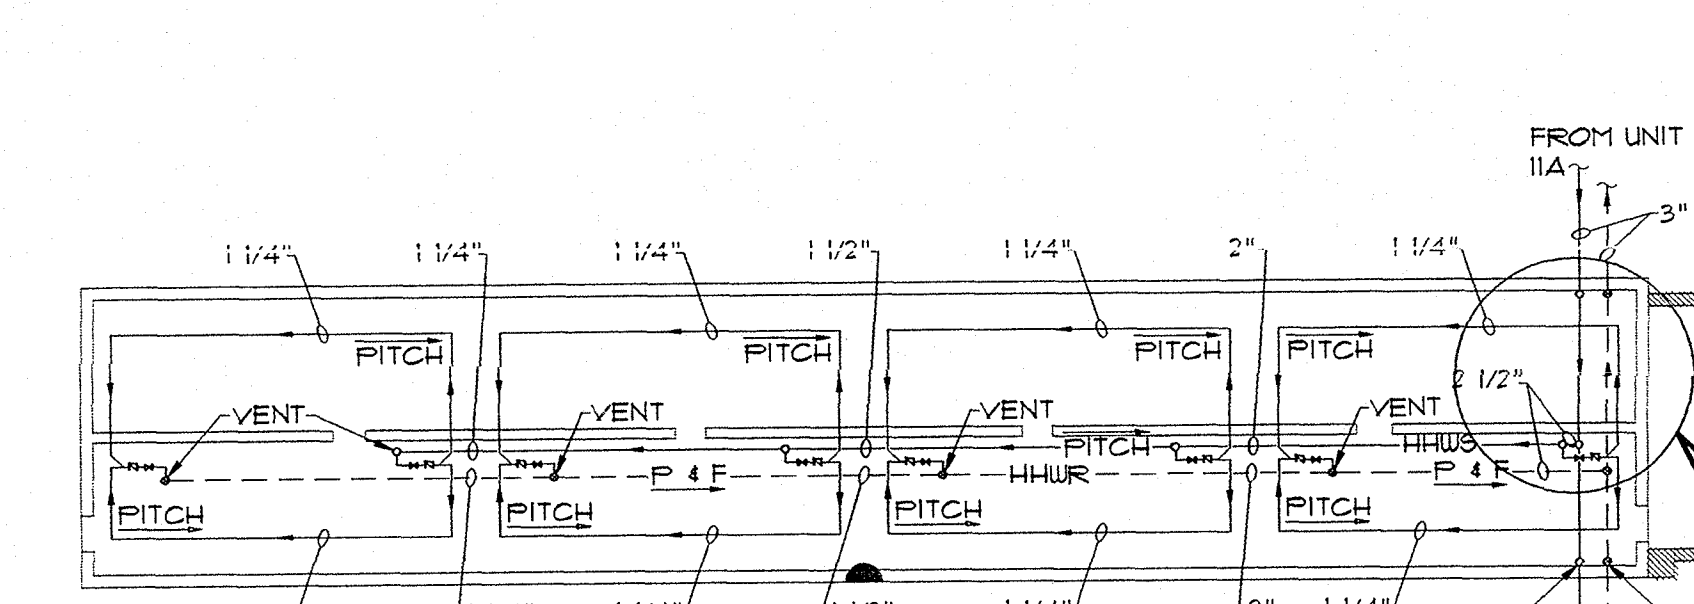 FROM UNIT
11A
3"
1 1/4"
1 1/4"
1 1/4"
1 1/2"
1 1/4"
2"
1 1/4"
PITCH
PITCH
PITCH
PITCH
2 1/2"
VENT
VENT
VENT
VENT
PITCH
HHWS
P & F
HHWR
P & F
PITCH
PITCH
PITCH
PITCH